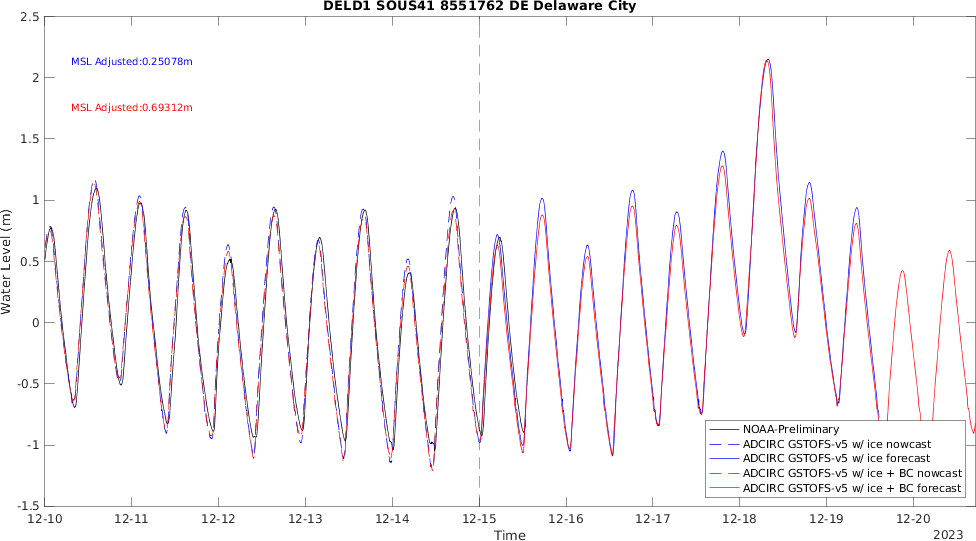 DELD1 SOUS41 8551762 DE Delaware City
2.5
2
1.5
1
0.5
0
-0.5
-1
-1.5
Water Level (m)
MSL Adjusted:0.25078m
MSL Adjusted:0.69312m
NOAA-Preliminary
ADCIRC GSTOFS-v5 w/ ice nowcast
ADCIRC GSTOFS-v5 w/ ice forecast
ADCIRC GSTOFS-v5 w/ ice + BC nowcast
ADCIRC GSTOFS-v5 w/ ice + BC forecast
12-10 12-11 12-12 12-13 12-14 12-15 12-16 12-17 12-18 12-19 12-20
Time
2023